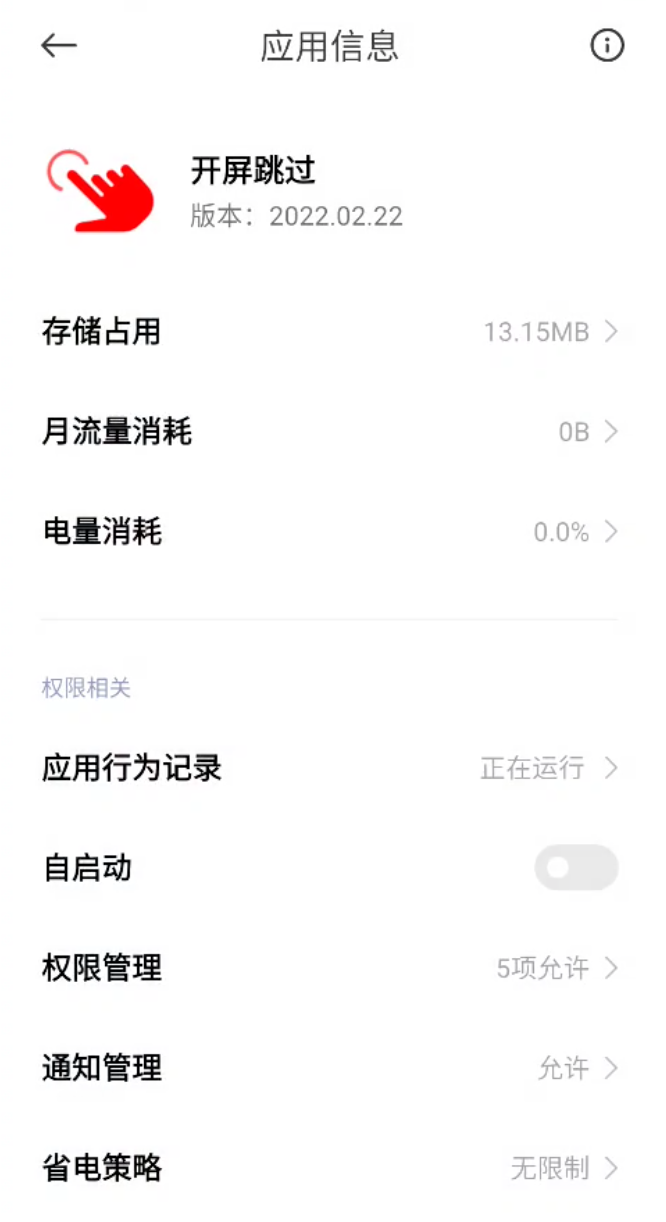 应用信息
开屏跳过
版本：2022.02.22
存储占用 13.15MB
月流量消耗 0B
电量消耗 0.0%
权限相关
应用行为记录 正在运行
自启动
权限管理 5项允许
通知管理 允许
省电策略 无限制